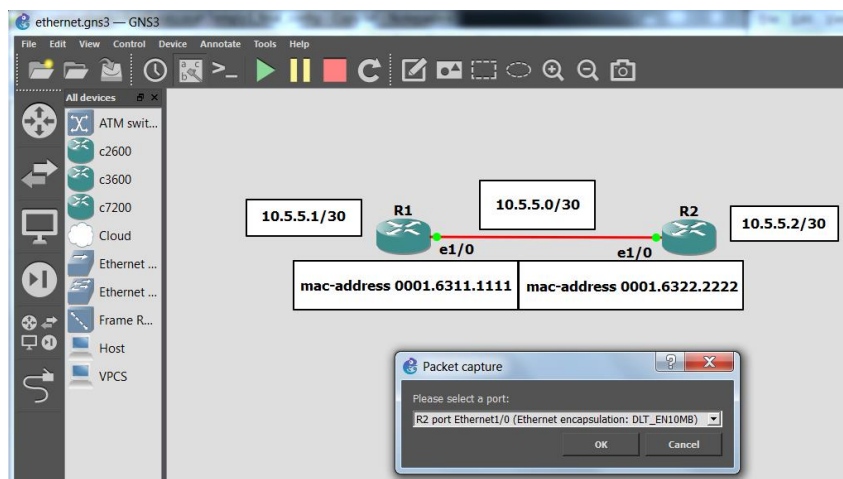 ethernet.gns3 — GNS3
File Edit View Control Device Annotate Tools Help
All devices
ATM swit...
c2600
c3600
c7200
Cloud
Ethernet ...
Ethernet ...
Frame R...
Host
VPCS
10.5.5.1/30
R1
10.5.5.0/30
R2
10.5.5.2/30
e1/0
e1/0
mac-address 0001.6311.1111
mac-address 0001.6322.2222
Packet capture
Please select a port:
R2 port Ethernet1/0 (Ethernet encapsulation: DLT_EN10MB)
OK
Cancel